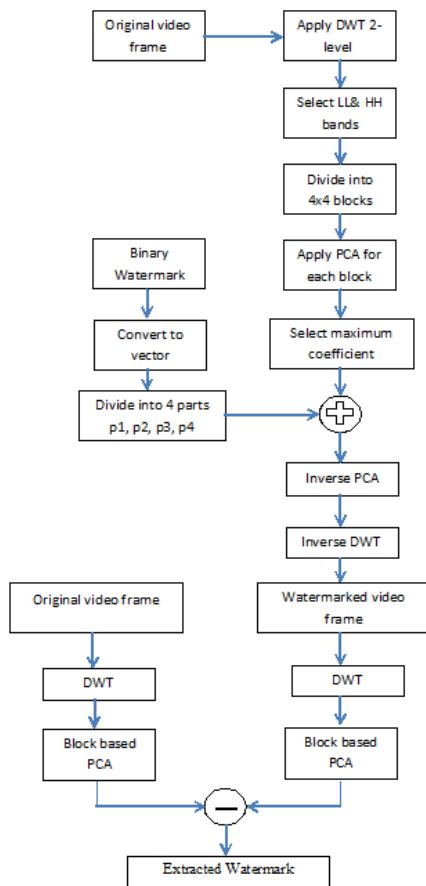 Original video
frame
Apply DWT 2-
level
Select LL& HH
bands
Divide into
4x4 blocks
Binary
Watermark
Apply PCA for
each block
Convert to
vector
Select maximum
coefficient
Divide into 4 parts
p1, p2, p3, p4
Inverse PCA
Inverse DWT
Original video frame
Watermarked video
frame
DWT
DWT
Block based
PCA
Block based
PCA
Extracted Watermark